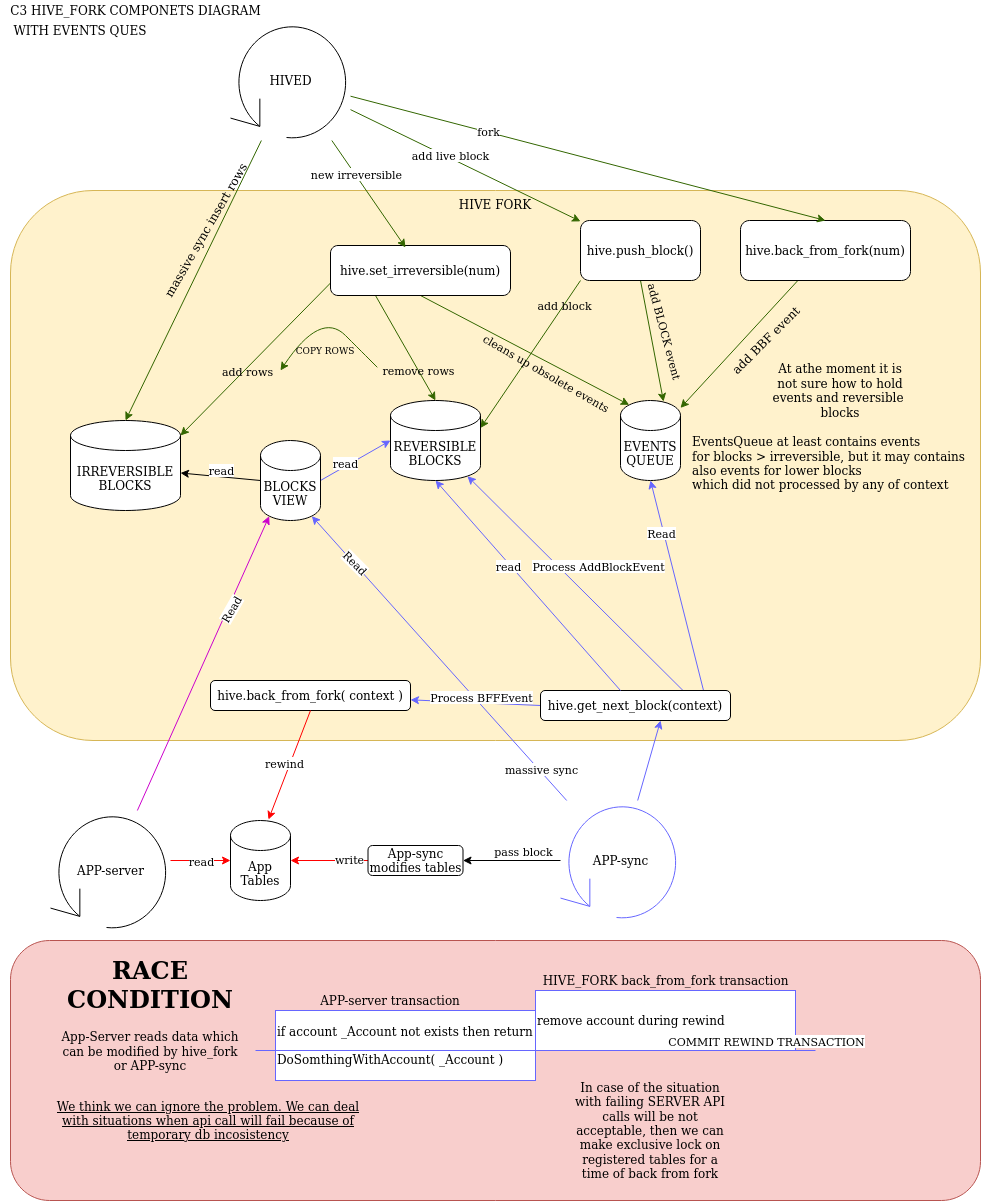 C3 HIVE_FORK COMPONETS DIAGRAM
WITH EVENTS QUES
HIVED
fork
add live block
new irreversible
massive sync insert rows
HIVE FORK
hive.set_irreversible(num)
hive.push_block()
hive.back_from_fork(num)
add block
add BLOCK event
add BBF event
cleans up obsolete events
COPY ROWS
add rows
remove rows
At athe moment it is
not sure how to hold
events and reversible
blocks
IRREVERSIBLE
BLOCKS
read
BLOCKS
VIEW
read
REVERSIBLE
BLOCKS
EVENTS
QUEUE
EventsQueue at least contains events
for blocks > irreversible, but it may contains
also events for lower blocks
which did not processed by any of context
Read
Read
read
Process AddBlockEvent
Read
hive.back_from_fork( context )
Process BFFEvent
hive.get_next_block(context)
rewind
massive sync
APP-server
read
App
Tables
write
App-sync
modifies tables
pass block
APP-sync
RACE
CONDITION
App-Server reads data which
can be modified by hive_fork
or APP-sync
We think we can ignore the problem. We can deal
with situations when api call will fail because of
temporary db incosistency
APP-server transaction
if account _Account not exists then return
DoSomthingWithAccount( _Account )
HIVE_FORK back_from_fork transaction
remove account during rewind
COMMIT REWIND TRANSACTION
In case of the situation
with failing SERVER API
calls will be not
acceptable, then we can
make exclusive lock on
registered tables for a
time of back from fork